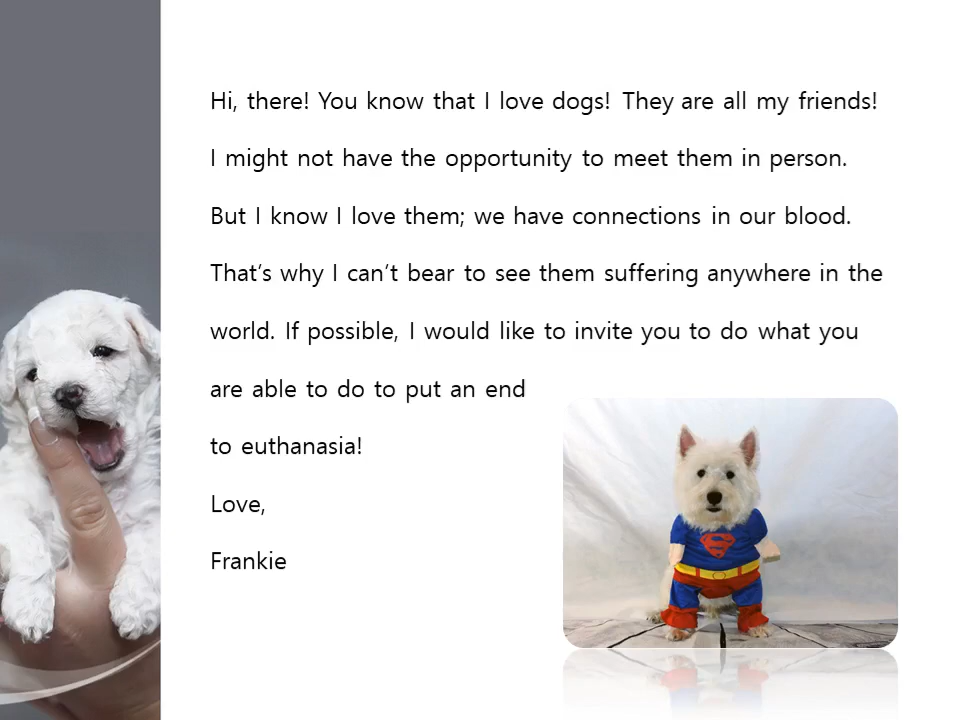 Hi, there! You know that I love dogs! They are all my friends!
I might not have the opportunity to meet them in person.
But I know I love them; we have connections in our blood.
That’s why I can’t bear to see them suffering anywhere in the
world. If possible, I would like to invite you to do what you
are able to do to put an end
to euthanasia!
Love,
Frankie